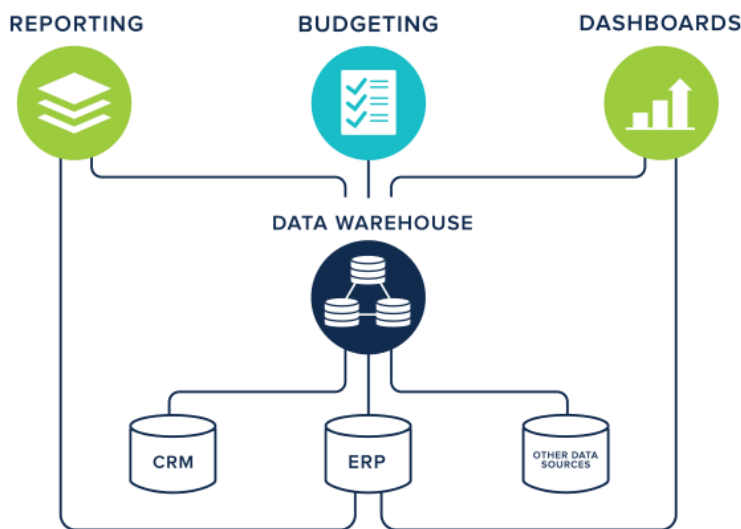 REPORTING
BUDGETING
DASHBOARDS
DATA WAREHOUSE
CRM
ERP
OTHER DATA
SOURCES